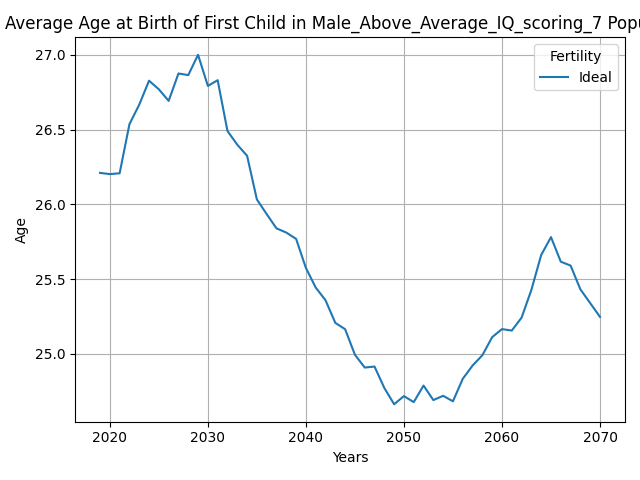 Average Age at Birth of First Child in Male_Above_Average_IQ_scoring_7
Fertility
Ideal
27.0
26.5
26.0
25.5
25.0
Age
2020 2030 2040 2050 2060 2070
Years